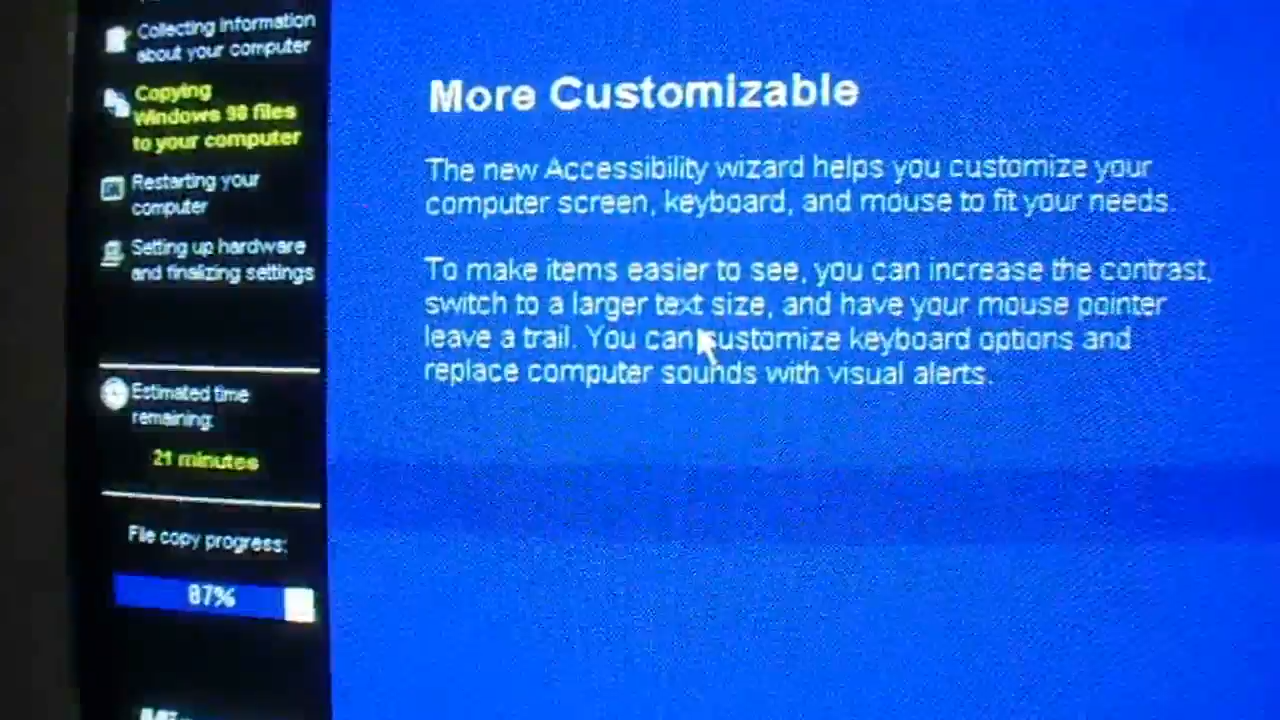 Collecting information
about your computer
Copying
Windows 98 files
to your computer
Restarting your
computer
Setting up hardware
and finalizing settings
Estimated time
remaining:
21 minutes
File copy progress:
87%
More Customizable
The new Accessibility wizard helps you customize your
computer screen, keyboard, and mouse to fit your needs.
To make items easier to see, you can increase the contrast,
switch to a larger text size, and have your mouse pointer
leave a trail. You can customize keyboard options and
replace computer sounds with visual alerts.